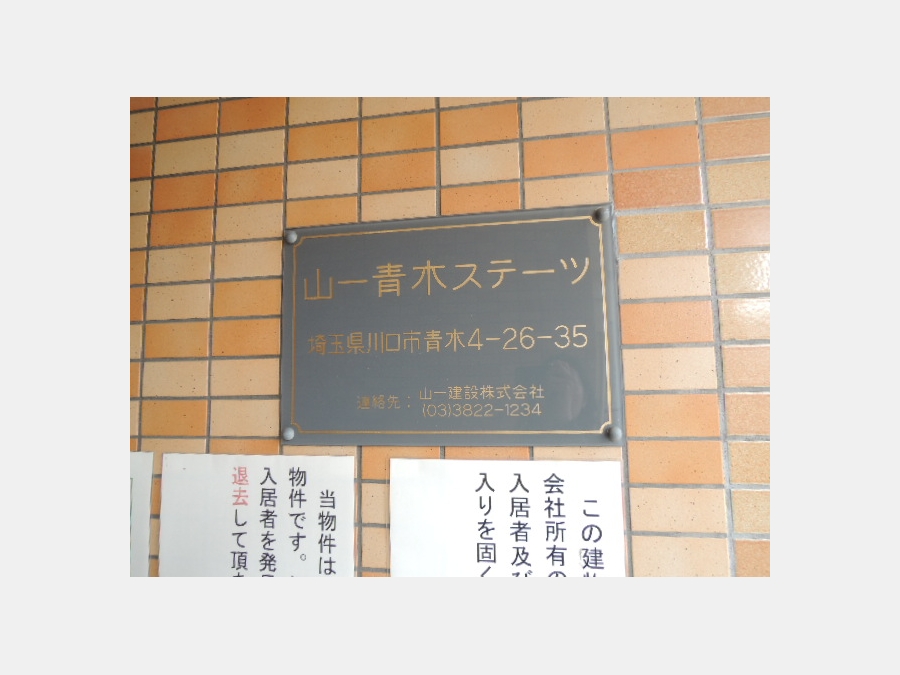 山一青木ステーツ
埼玉県川口市青木4-26-35
連絡先：山一建設株式会社
(03)3822-1234
この建物
会社所有の
入居者及び
入りを固く
当物件は
物件です。
入居者を発見
退去して頂